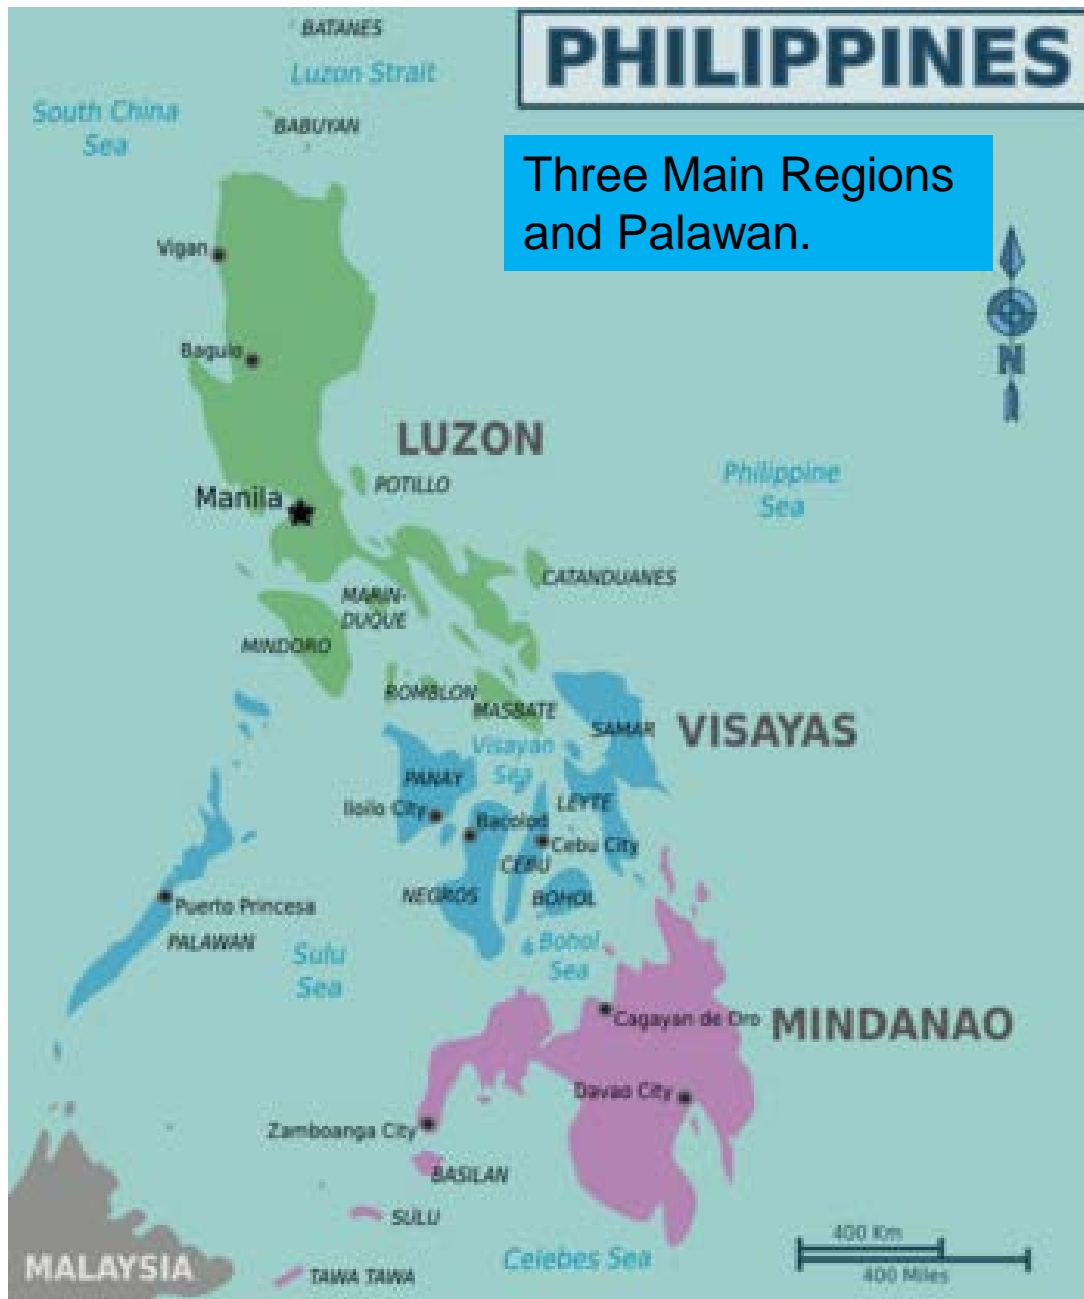 BATANES
PHILIPPINES
Luzon Strait
South China
Sea
BABUYAN
Three Main Regions
and Palawan.
Vigan
Baguio
N
LUZON
Philippine
Sea
POTILLO
Manila
CATANDUANES
MARIN-
DUQUE
MINDORO
ROMBLON
MASBATE
SAMAR
VISAYAS
Visayan
Sea
PANAY
LEYTE
Iloilo City
Bacolod
Cebu City
CEBU
NEGROS
BOHOL
Puerto Princesa
PALAWAN
Sulu
Sea
Bohol
Sea
Cagayan de Oro
MINDANAO
Davao City
Zamboanga City
BASILAN
SULU
400 Km
400 Miles
Celebes Sea
MALAYSIA
TAWA TAWA